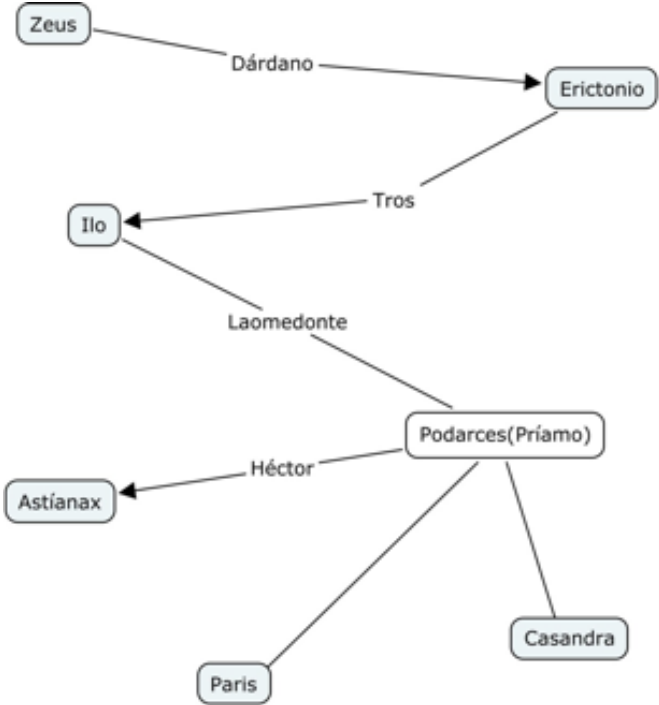 Zeus
Dárdano
Erictonio
Tros
Ilo
Laomedonte
Podarces(Príamo)
Héctor
Astíanax
Casandra
Paris